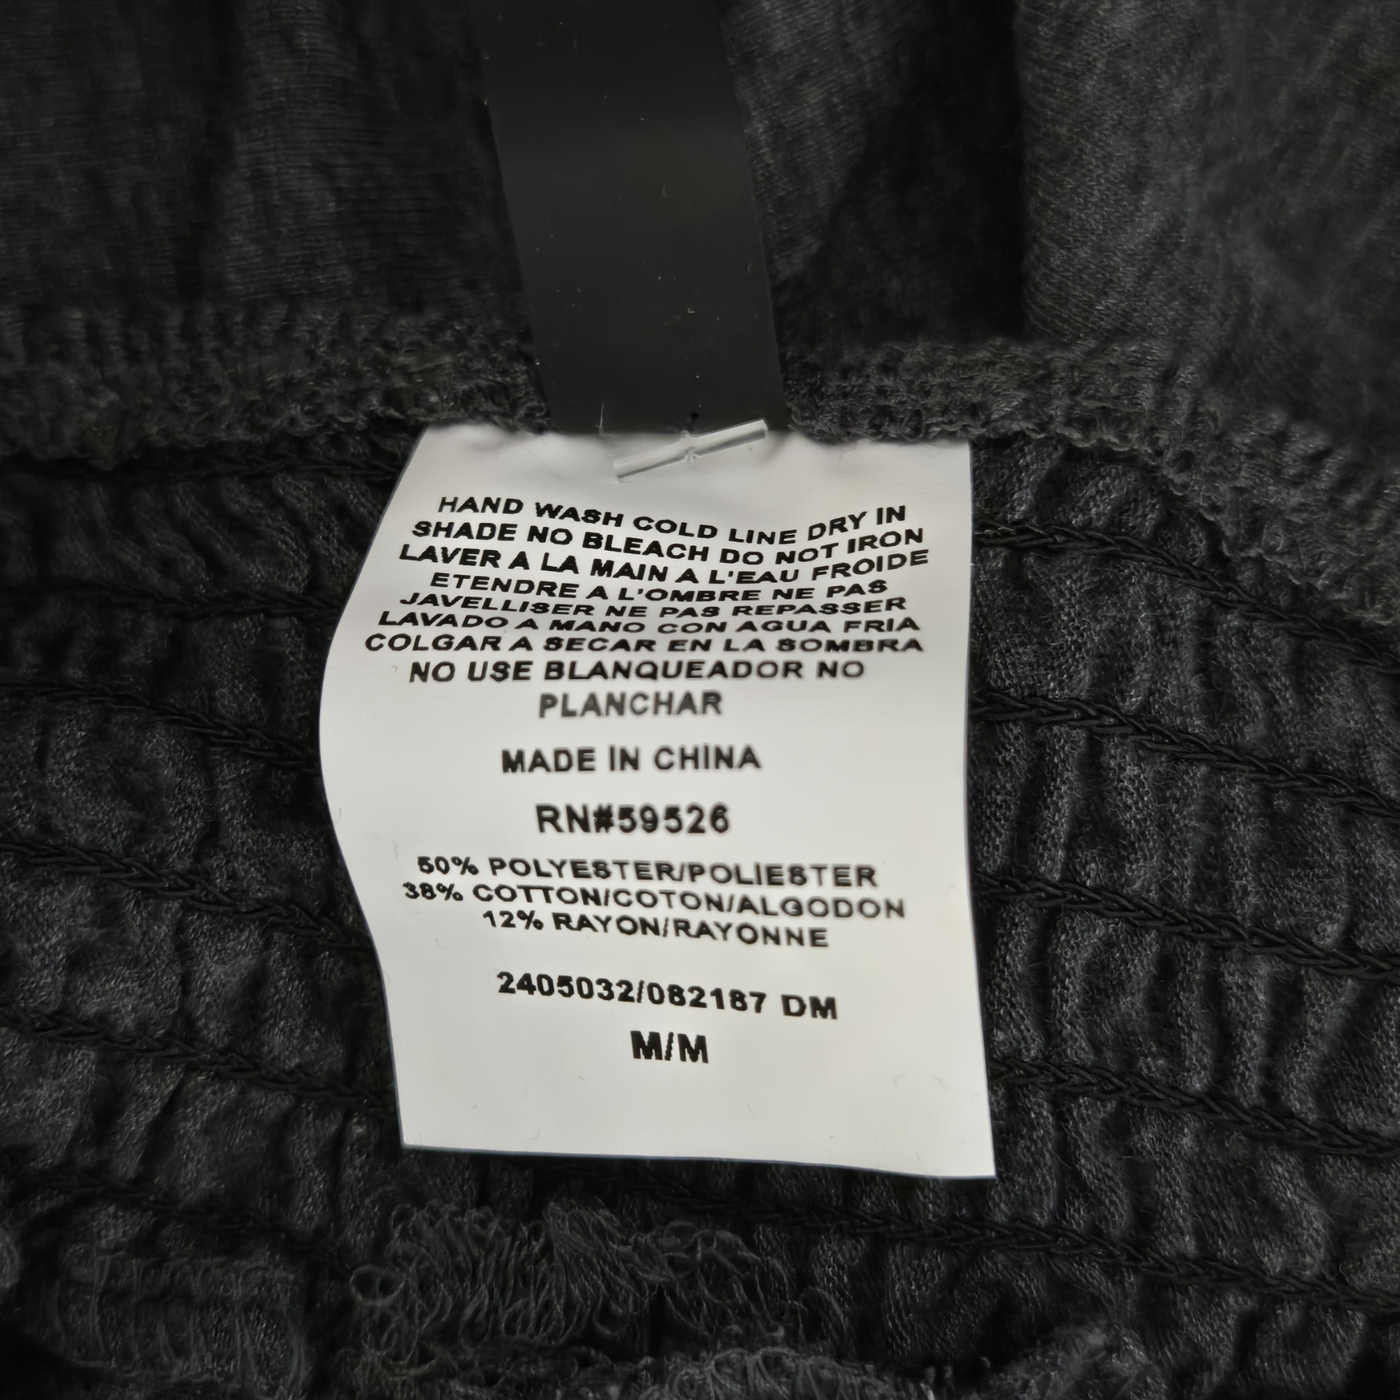 HAND WASH COLD LINE DRY IN
SHADE NO BLEACH DO NOT IRON
LAVER A LA MAIN A L'EAU FROIDE
ETENDRE A L'OMBRE NE PAS
JAVELLISER NE PAS REPASSER
LAVADO A MANO CON AGUA FRIA
COLGAR A SECAR EN LA SOMBRA
NO USE BLANQUEADOR NO
PLANCHAR
MADE IN CHINA
RN#59526
50% POLYESTER/POLIESTER
38% COTTON/COTON/ALGODON
12% RAYON/RAYONNE
2405032/082187 DM
M/M